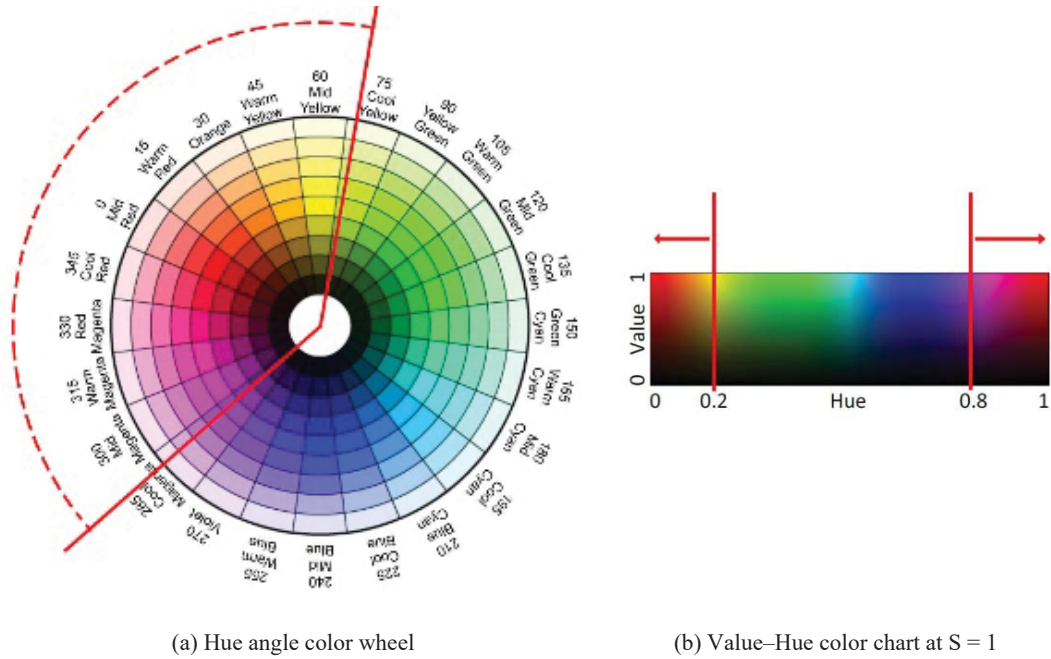 60
Mid
Yellow
75
Cool
Yellow
90
Yellow
Green
105
Warm
Green
120
Mid
Green
135
Cool
Green
150
Green
Cyan
165
Warm
Cyan
180
Mid
Cyan
195
Cool
Cyan
210
Blue
Cyan
225
Cool
Blue
240
Mid
Blue
255
Warm
Blue
270
Violet
Magenta
285
Cool
Magenta
300
Mid
Magenta
315
Warm
Magenta
330
Red
Magenta
345
Cool
Red
0
Mid
Red
15
Warm
Red
30
Orange
45
Warm
Yellow
0 Value 1
0 0.2 Hue 0.8 1
(a) Hue angle color wheel
(b) Value–Hue color chart at S = 1